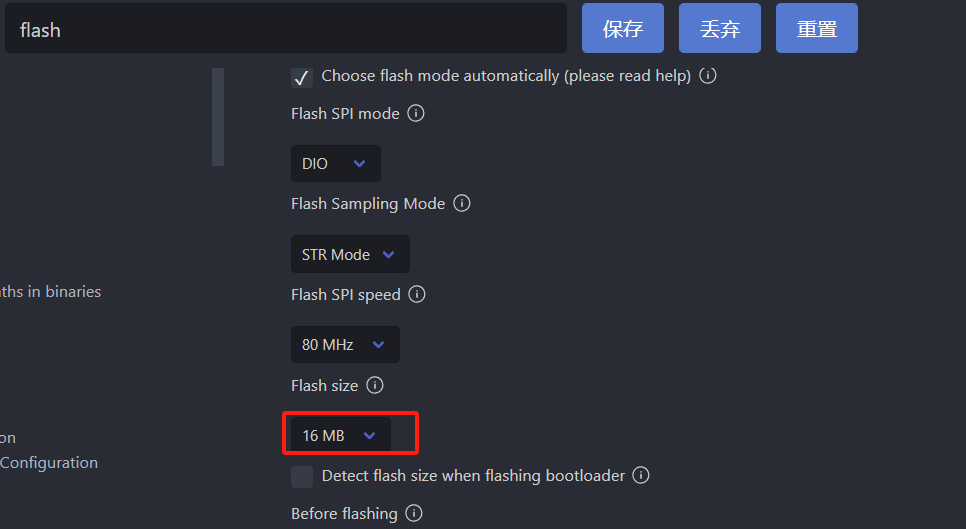 flash
保存
丢弃
重置
Choose flash mode automatically (please read help)
Flash SPI mode
DIO
Flash Sampling Mode
STR Mode
ths in binaries
Flash SPI speed
80 MHz
Flash size
16 MB
on
Configuration
Detect flash size when flashing bootloader
Before flashing